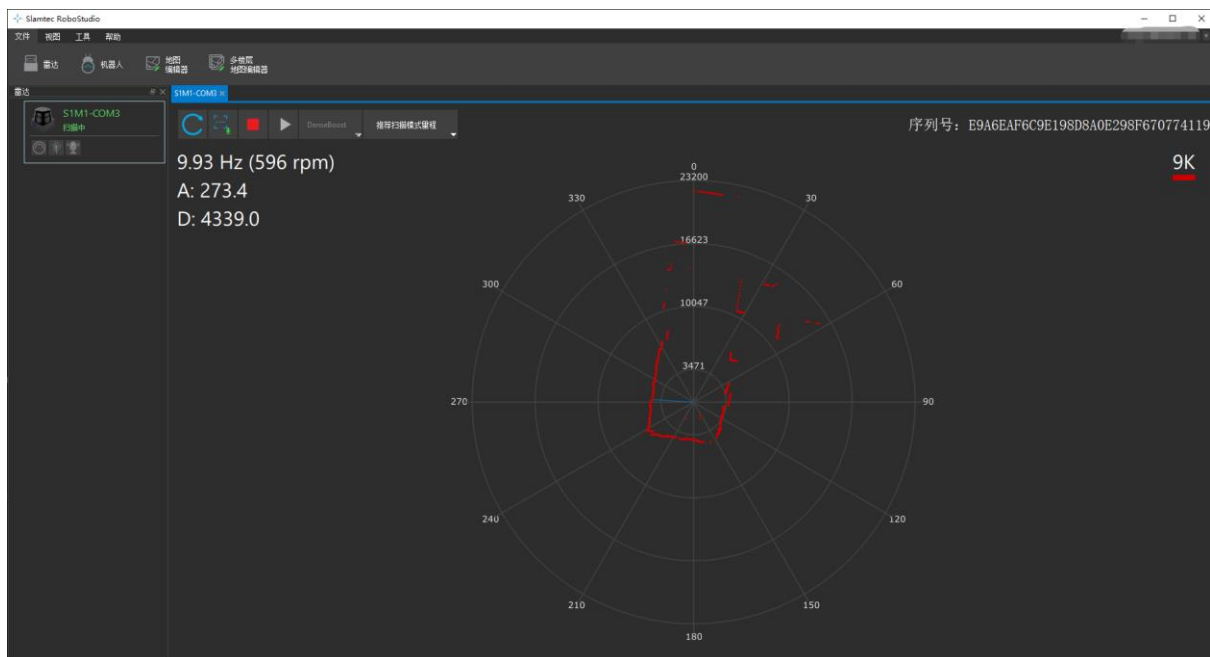 Slamtec RoboStudio
文件 视图 工具 帮助
雷达 机器人 地图编辑器 多楼层地图编辑器
雷达
S1M1-COM3
S1M1-COM3
扫描中
DenseBoost
推荐扫描模式量程
序列号: E9A6EAF6C9E198D8A0E298F670774119
9.93 Hz (596 rpm)
A: 273.4
D: 4339.0
9K
0
23200
330
30
16623
300
60
10047
3471
270
90
240
120
210
150
180